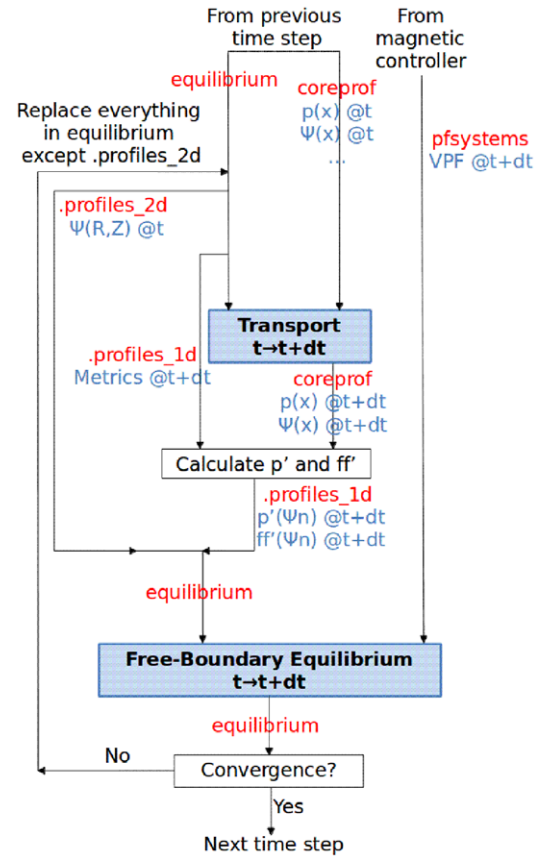 From previous
time step
From
magnetic
controller
equilibrium
coreprof
p(x) @t
Ψ(x) @t
...
Replace everything
in equilibrium
except .profiles_2d
pfsystems
VPF @t+dt
.profiles_2d
Ψ(R,Z) @t
Transport
t→t+dt
.profiles_1d
Metrics @t+dt
coreprof
p(x) @t+dt
Ψ(x) @t+dt
Calculate p' and ff'
.profiles_1d
p'(Ψn) @t+dt
ff'(Ψn) @t+dt
equilibrium
Free-Boundary Equilibrium
t→t+dt
equilibrium
No
Convergence?
Yes
Next time step